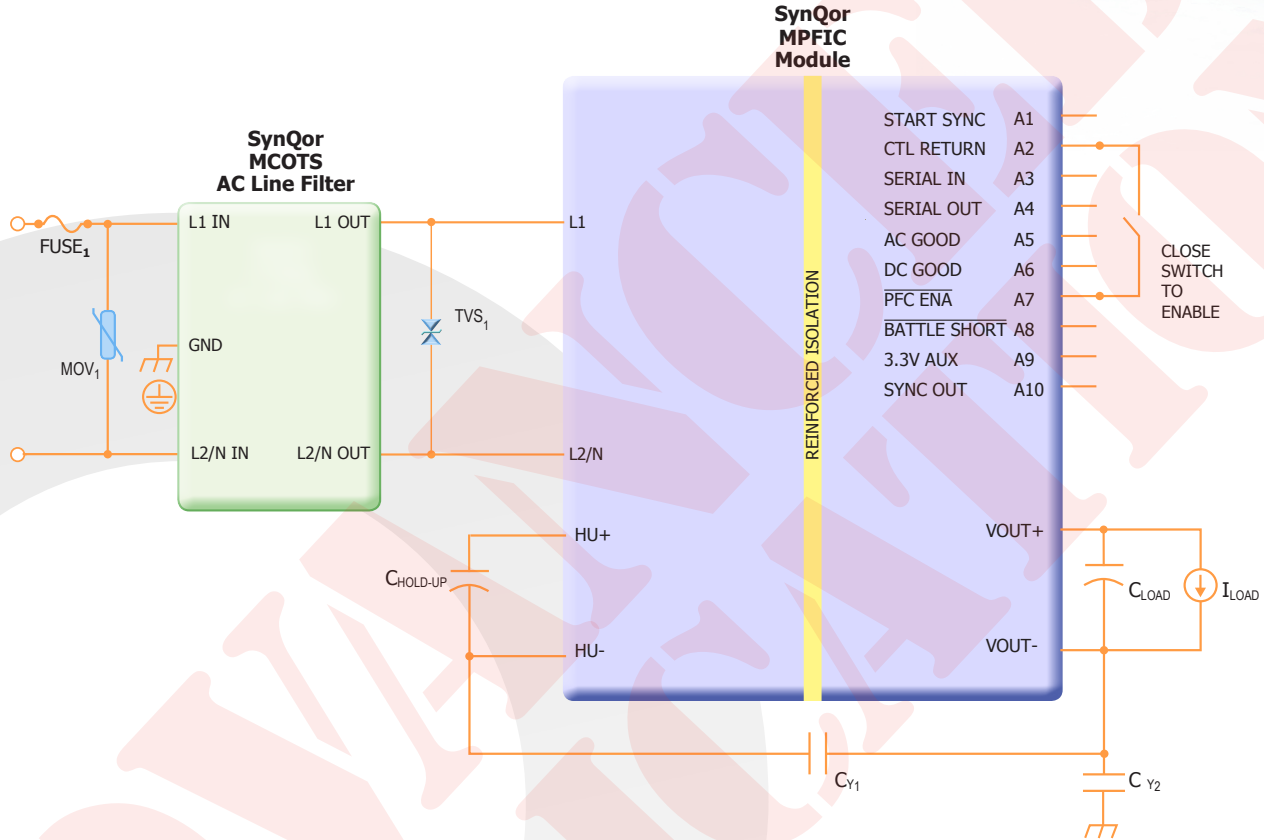 SynQor
MPFIC
Module
SynQor
MCOTS
AC Line Filter
START SYNC A1
CTL RETURN A2
SERIAL IN A3
SERIAL OUT A4
AC GOOD A5
DC GOOD A6
PFC ENA A7
BATTLE SHORT A8
3.3V AUX A9
SYNC OUT A10
CLOSE
SWITCH
TO
ENABLE
L1 IN L1 OUT
L1
FUSE1
TVS1
GND
MOV1
REINFORCED ISOLATION
L2/N IN L2/N OUT
L2/N
HU+
VOUT+
CHOLD-UP
CLOAD
ILOAD
HU-
VOUT-
CY1
C Y2